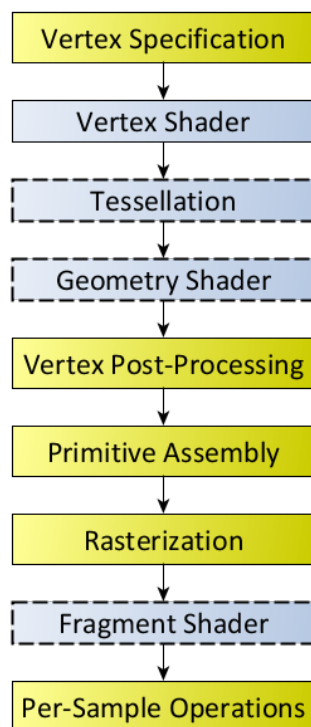 Vertex Specification
Vertex Shader
Tessellation
Geometry Shader
Vertex Post-Processing
Primitive Assembly
Rasterization
Fragment Shader
Per-Sample Operations